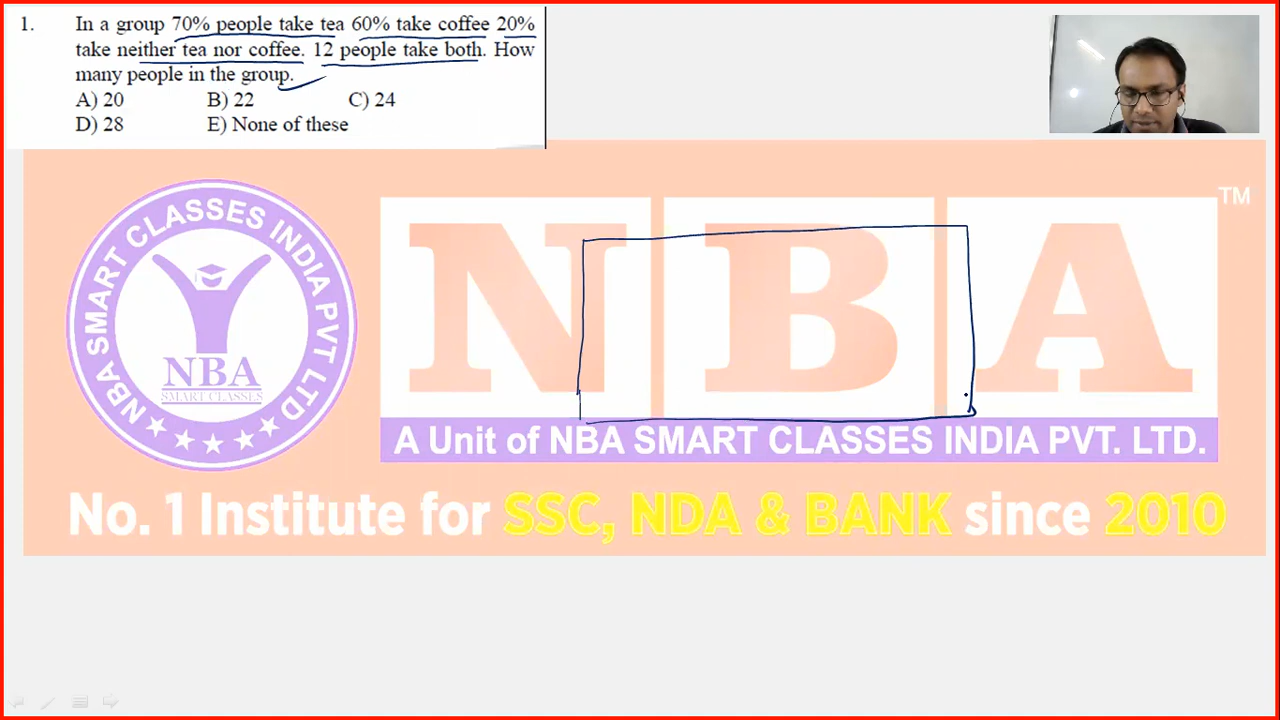 1. In a group 70% people take tea 60% take coffee 20%
take neither tea nor coffee. 12 people take both. How
many people in the group.
A) 20 B) 22 C) 24
D) 28 E) None of these
NBA SMART CLASSES INDIA PVT LTD
NBA
SMART CLASSES
NBA
TM
A Unit of NBA SMART CLASSES INDIA PVT. LTD.
No. 1 Institute for SSC, NDA & BANK since 2010